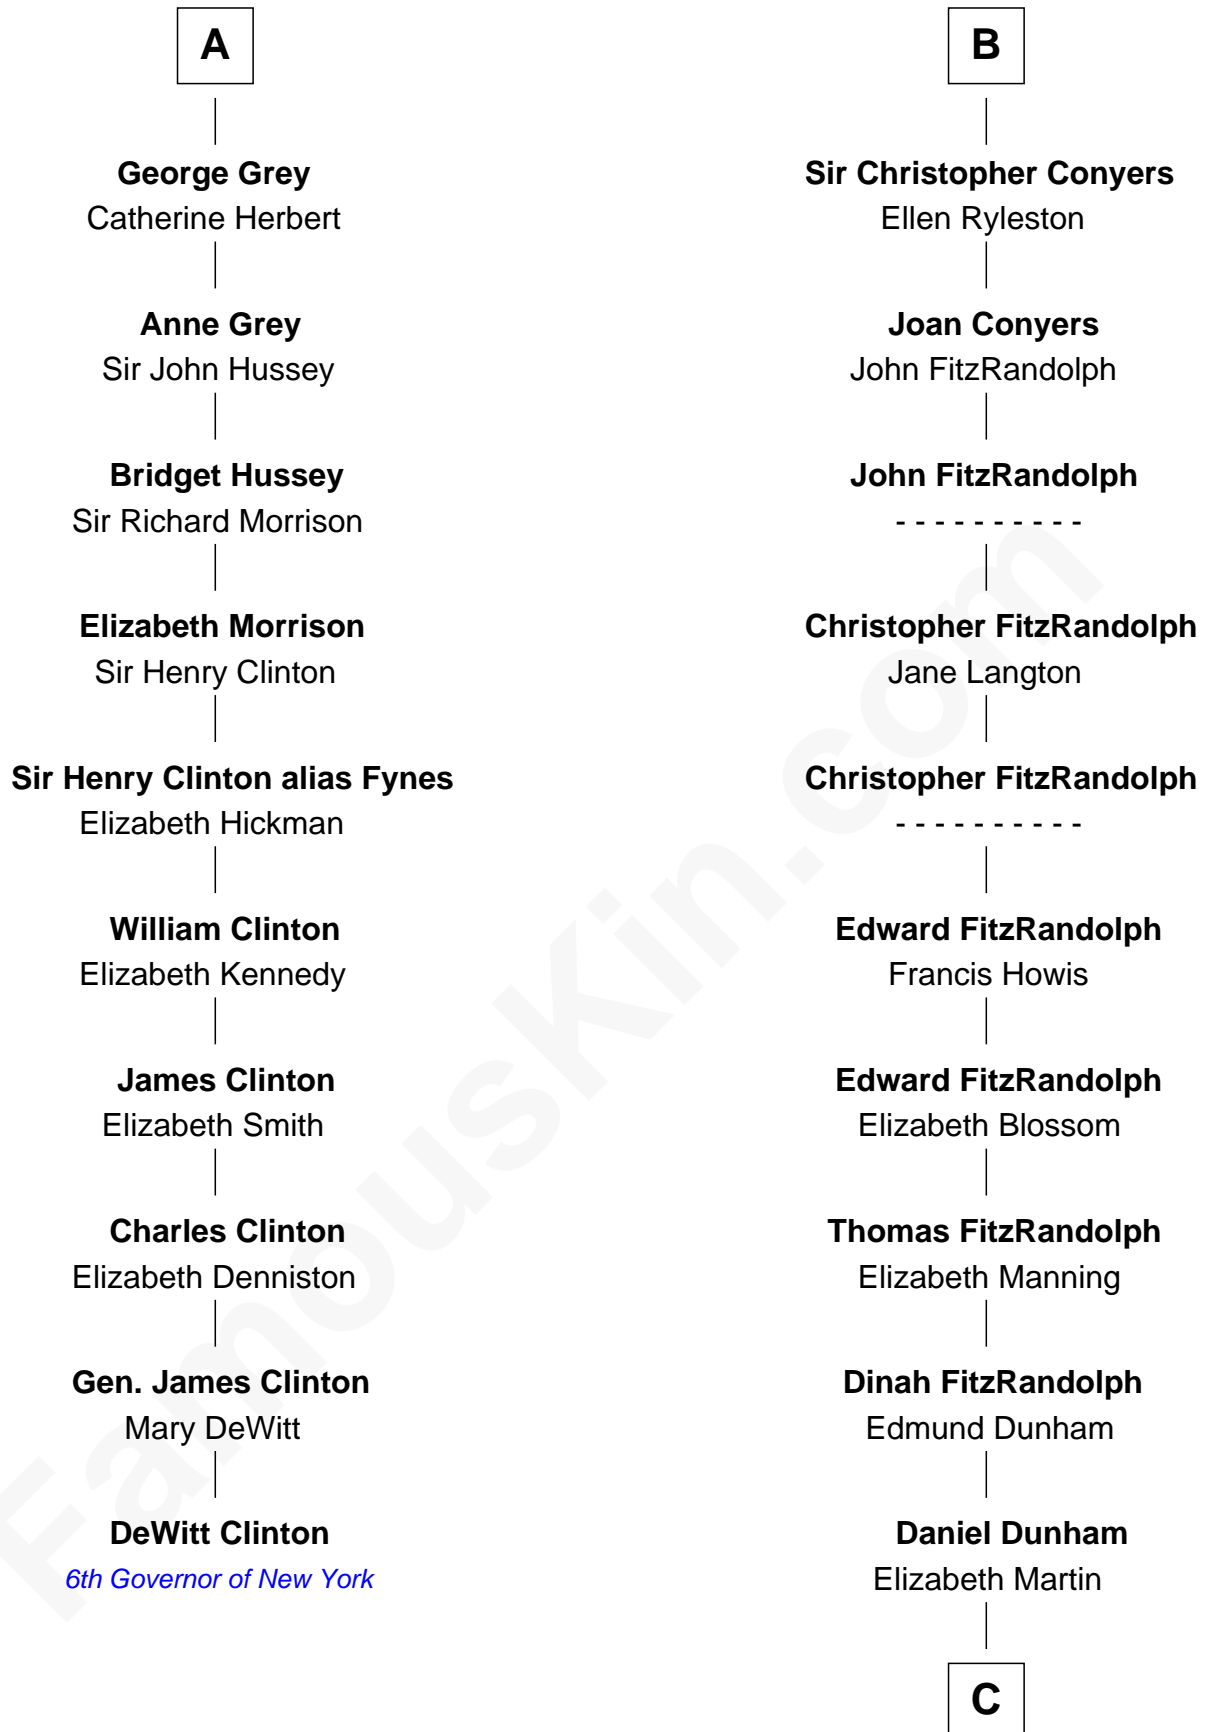 A
George Grey
Catherine Herbert
Anne Grey
Sir John Hussey
Bridget Hussey
Sir Richard Morrison
Elizabeth Morrison
Sir Henry Clinton
Sir Henry Clinton alias Fynes
Elizabeth Hickman
William Clinton
Elizabeth Kennedy
James Clinton
Elizabeth Smith
Charles Clinton
Elizabeth Denniston
Gen. James Clinton
Mary DeWitt
DeWitt Clinton
6th Governor of New York
B
Sir Christopher Conyers
Ellen Ryleston
Joan Conyers
John FitzRandolph
John FitzRandolph
- - - - - - - - - -
Christopher FitzRandolph
Jane Langton
Christopher FitzRandolph
- - - - - - - - - -
Edward FitzRandolph
Francis Howis
Edward FitzRandolph
Elizabeth Blossom
Thomas FitzRandolph
Elizabeth Manning
Dinah FitzRandolph
Edmund Dunham
Daniel Dunham
Elizabeth Martin
C
FamousKin.com